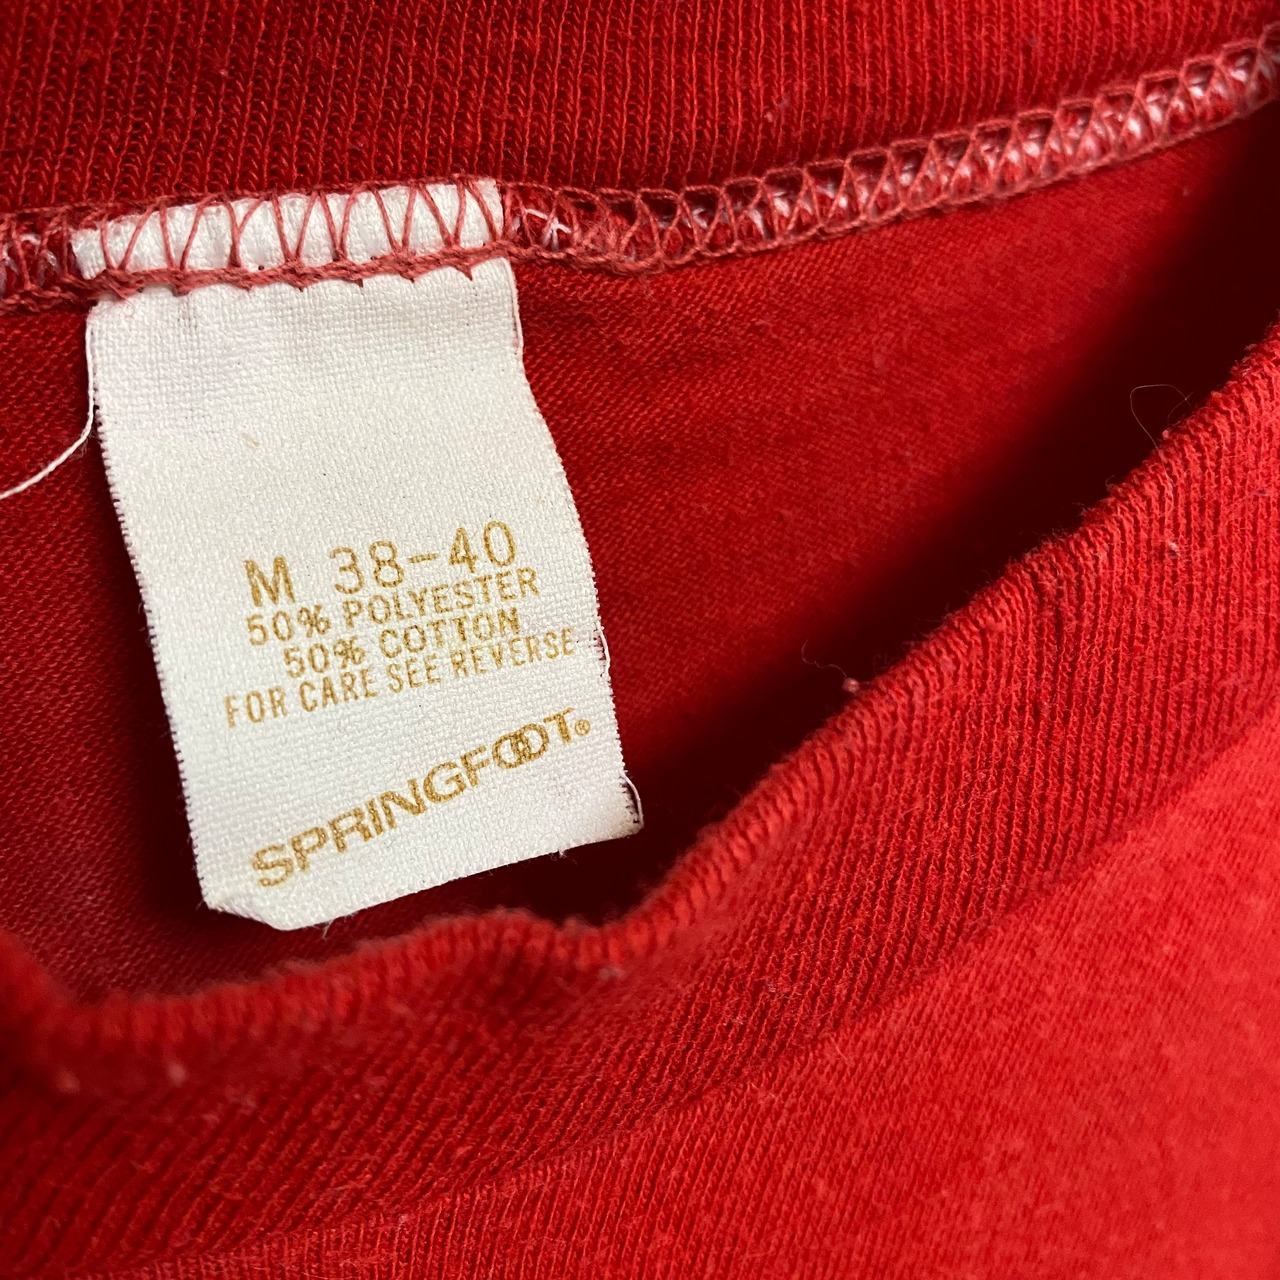 M 38-40
50% POLYESTER
50% COTTON
FOR CARE SEE REVERSE
SPRINGFOOT®